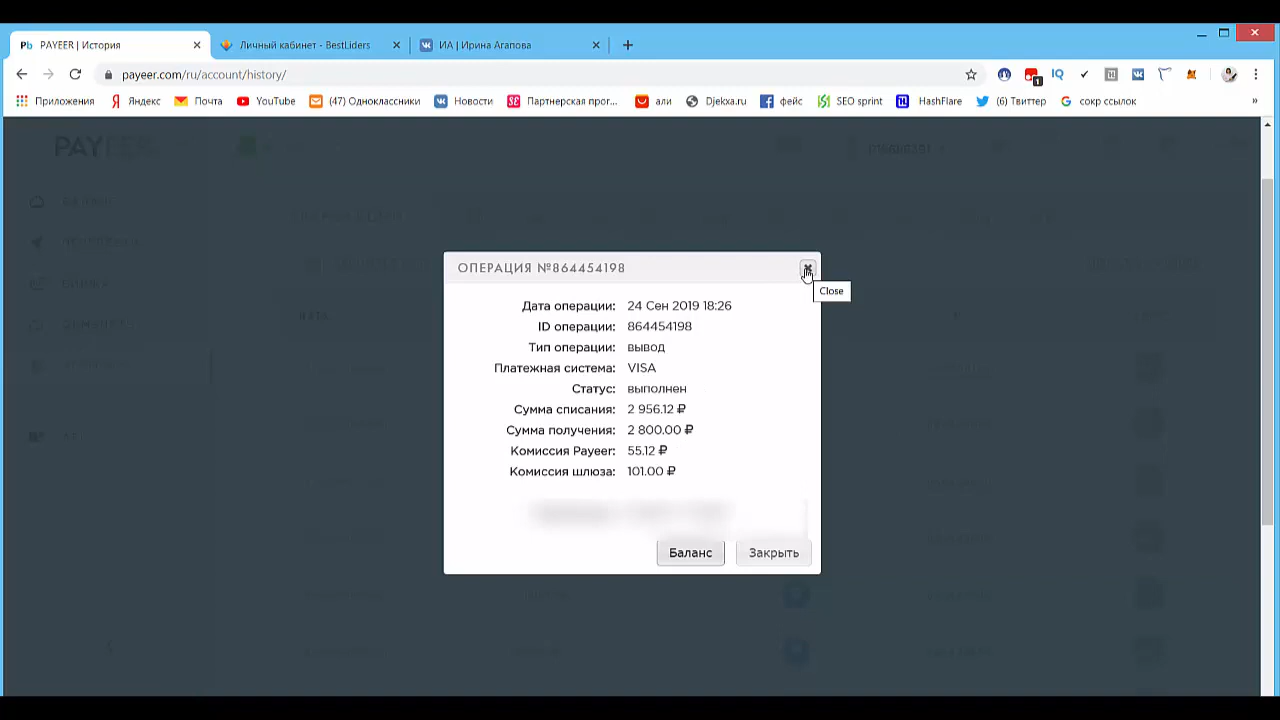 PAYEER | История
Личный кабинет - BestLiders
ИА | Ирина Агапова
payeer.com/ru/account/history/
1
Приложения
Яндекс
Почта
YouTube
(47) Одноклассники
Новости
Партнерская прог...
али
Djekxa.ru
фейс
SEO sprint
HashFlare
(6) Твиттер
сокр ссылок
»
PAYEER
ОПЕРАЦИЯ №864454198
Close
Дата операции: 24 Сен 2019 18:26
ID операции: 864454198
Тип операции: вывод
Платежная система: VISA
Статус: выполнен
Сумма списания: 2 956.12 ₽
Сумма получения: 2 800.00 ₽
Комиссия Payeer: 55.12 ₽
Комиссия шлюза: 101.00 ₽
Баланс
Закрыть